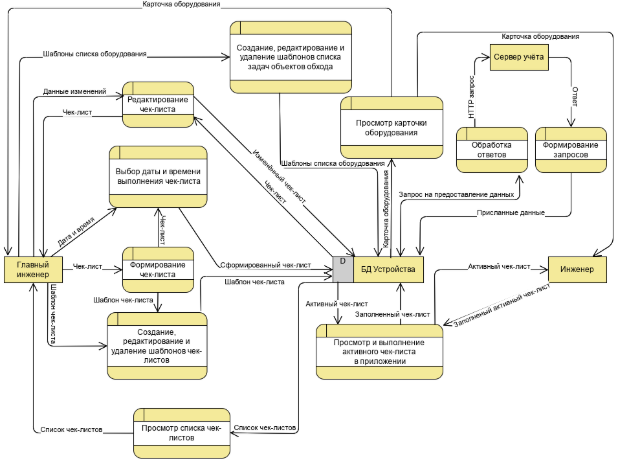 Карточка оборудования
Шаблоны списка оборудования
Создание, редактирование и
удаление шаблонов списка
задач объектов обхода
Карточка оборудования
Сервер учёта
HTTP запрос
Ответ
Данные изменений
Редактирование
чек-листа
Чек-лист
Просмотр карточки
оборудования
Обработка
ответов
Формирование
запросов
Выбор даты и времени
выполнения чек-листа
Изменённый чек-лист
Чек-лист
Шаблоны списка оборудования
Карточка оборудования
Запрос на предоставление данных
Присланные данные
Дата и время
Чек-лист
Главный
инженер
Чек-лист
Формирование
чек-листа
Сформированный чек-лист
D
БД Устройства
Активный чек-лист
Инженер
Шаблон чек-листа
Шаблон чек-листа
Шаблон чек-листа
Активный чек-лист
Заполненный чек-лист
Заполненый активный чек-лист
Создание,
редактирование и
удаление шаблонов чек-
листов
Просмотр и выполнение
активного чек-листа
в приложении
Список чек-листов
Просмотр списка чек-
листов
Список чек-листов